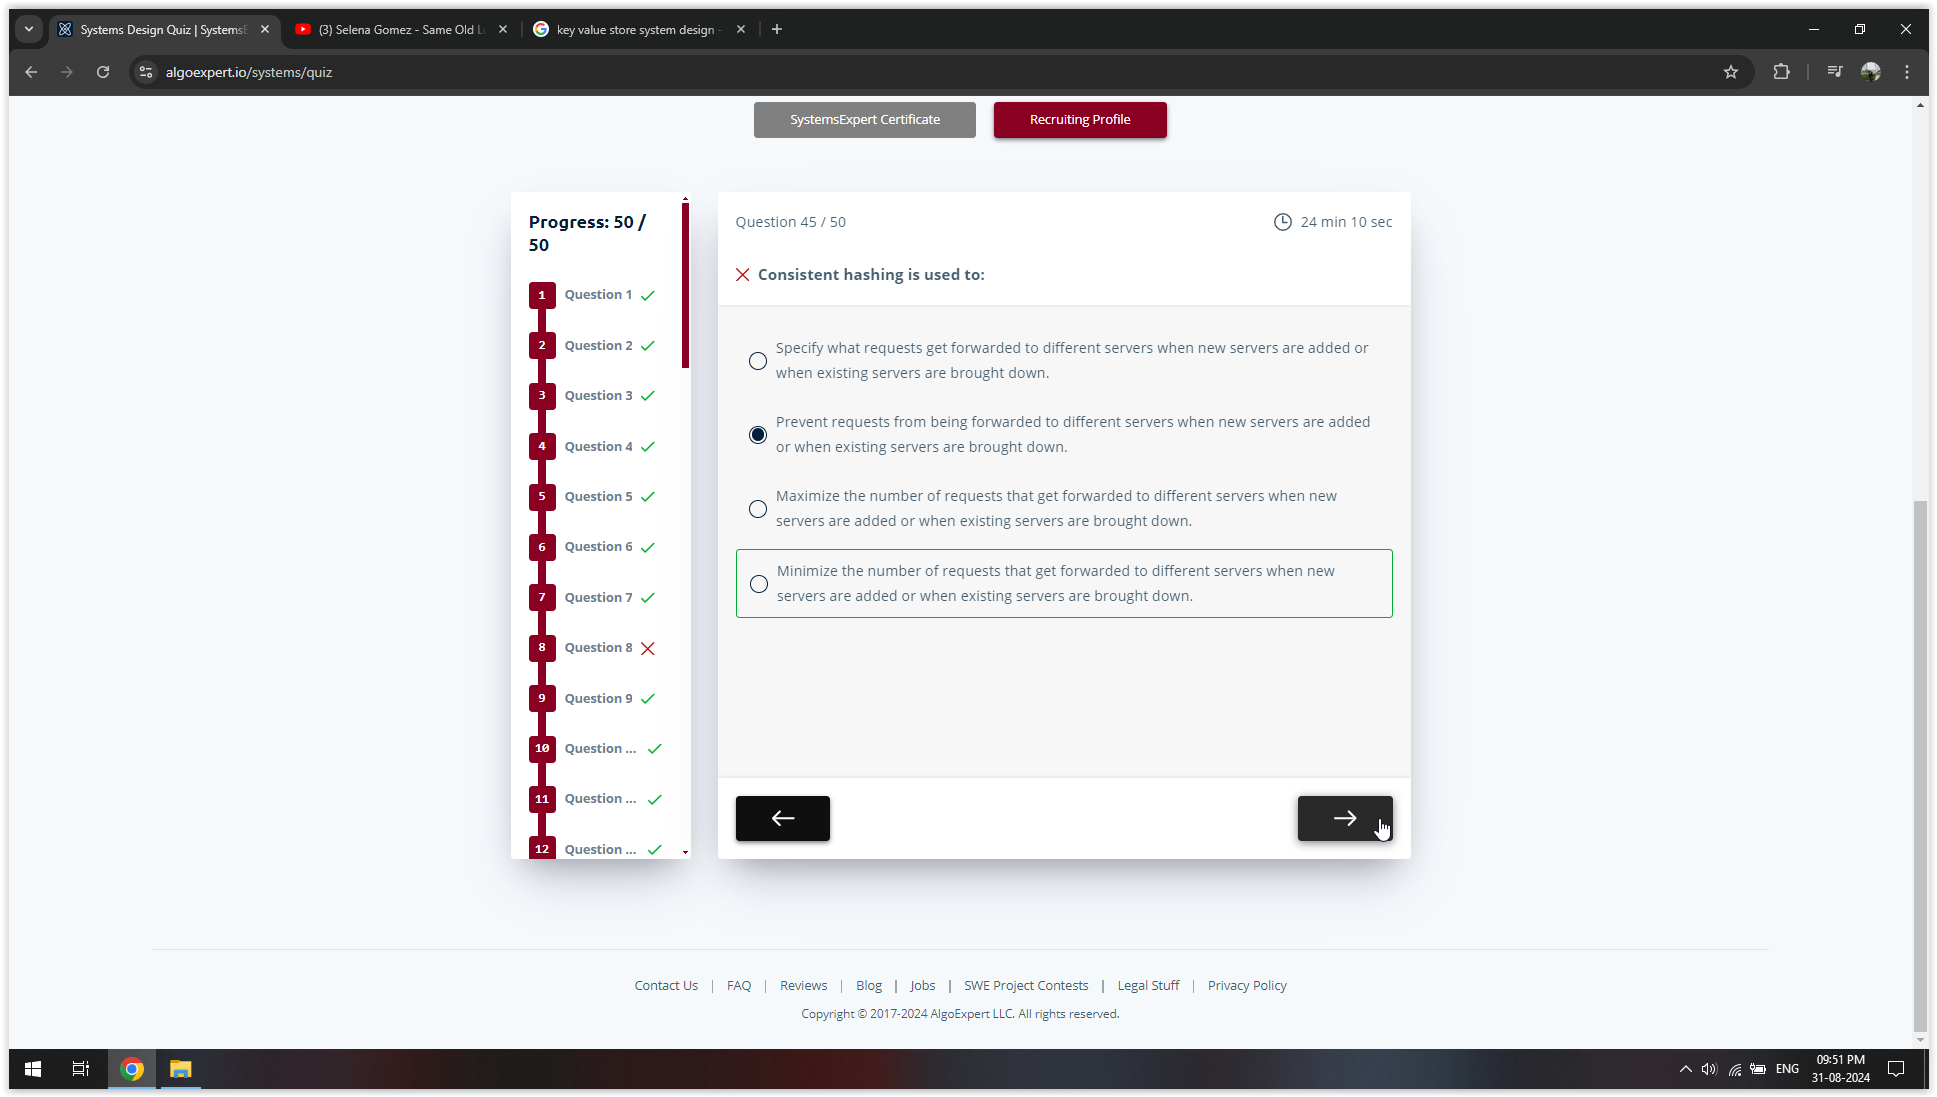 Systems Design Quiz | Systems
(3) Selena Gomez - Same Old L
key value store system design -
algoexpert.io/systems/quiz
SystemsExpert Certificate
Recruiting Profile
Progress: 50 /
50
1 Question 1
2 Question 2
3 Question 3
4 Question 4
5 Question 5
6 Question 6
7 Question 7
8 Question 8
9 Question 9
10 Question ...
11 Question ...
12 Question ...
Question 45 / 50
24 min 10 sec
Consistent hashing is used to:
Specify what requests get forwarded to different servers when new servers are added or
when existing servers are brought down.
Prevent requests from being forwarded to different servers when new servers are added
or when existing servers are brought down.
Maximize the number of requests that get forwarded to different servers when new
servers are added or when existing servers are brought down.
Minimize the number of requests that get forwarded to different servers when new
servers are added or when existing servers are brought down.
Contact Us | FAQ | Reviews | Blog | Jobs | SWE Project Contests | Legal Stuff | Privacy Policy
Copyright © 2017-2024 AlgoExpert LLC. All rights reserved.
ENG
09:51 PM
31-08-2024